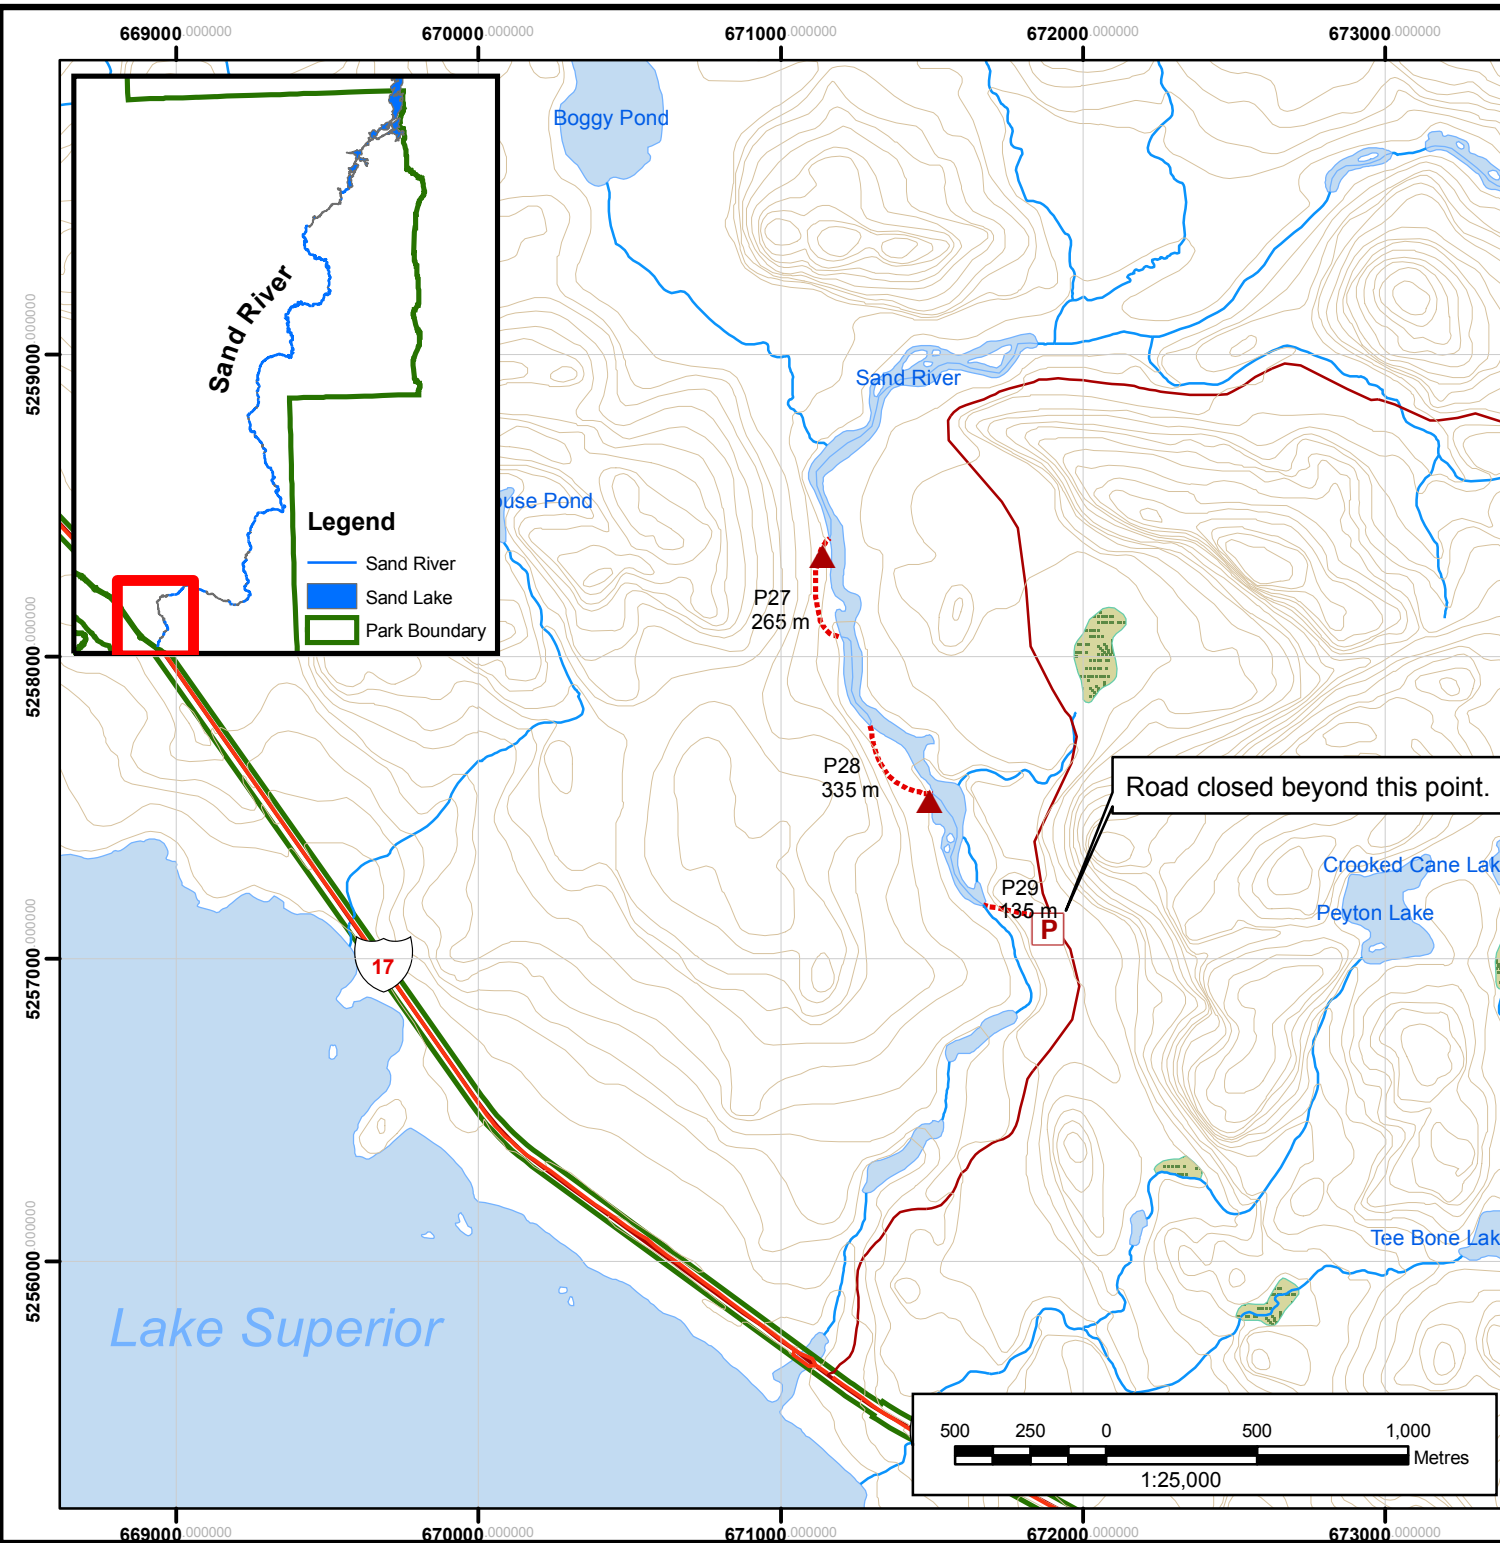 669000.000000 670000.000000 671000.000000 672000.000000 673000.000000
Boggy Pond
Sand River
Legend
Sand River
Sand Lake
Park Boundary
Sand River
use Pond
P27
265 m
P28
335 m
Road closed beyond this point.
P29
135 m
P
Crooked Cane Lak
Peyton Lake
17
Tee Bone Lak
Lake Superior
500 250 0 500 1,000
Metres
1:25,000
5259000.000000
5258000.000000
5257000.000000
5256000.000000
669000.000000 670000.000000 671000.000000 672000.000000 673000.000000